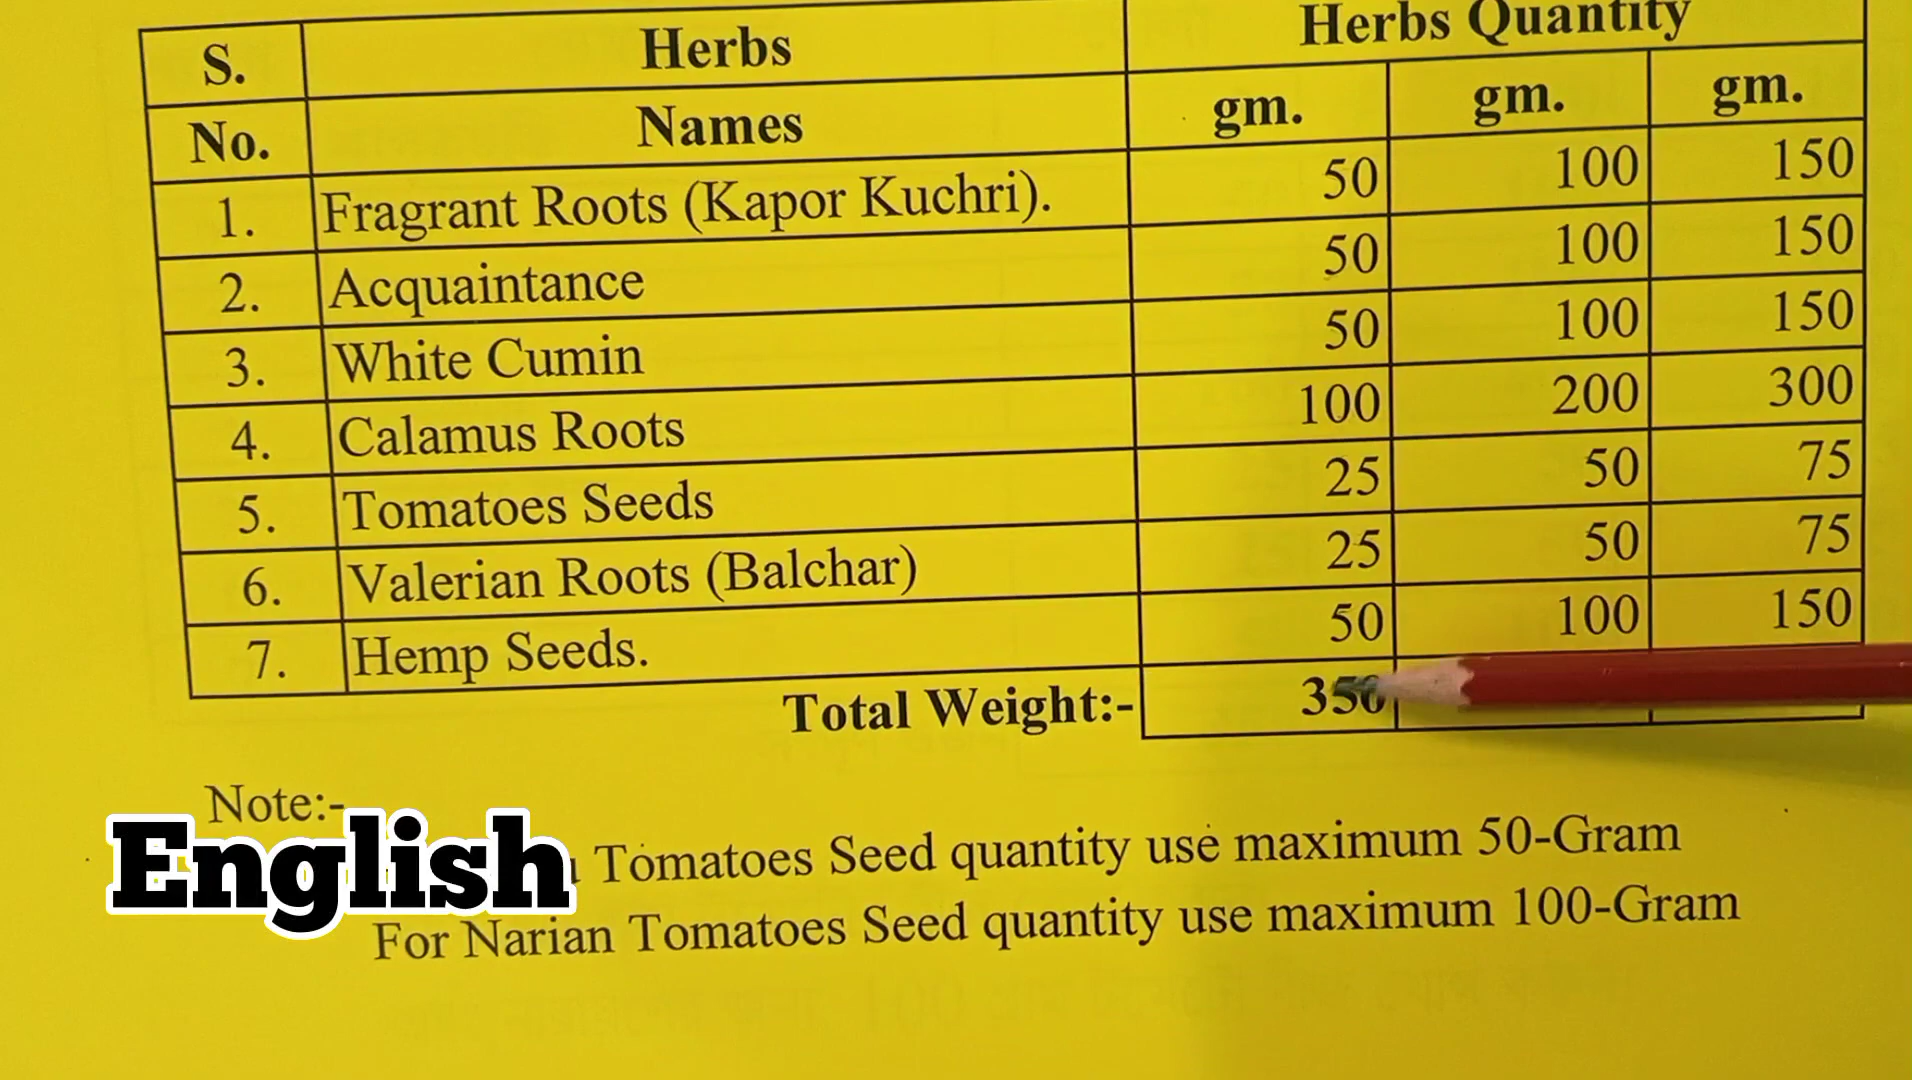 S. Herbs Herbs Quantity
No. Names gm. gm. gm.
1. Fragrant Roots (Kapor Kuchri). 50 100 150
2. Acquaintance 50 100 150
3. White Cumin 50 100 150
4. Calamus Roots 100 200 300
5. Tomatoes Seeds 25 50 75
6. Valerian Roots (Balchar) 25 50 75
7. Hemp Seeds. 50 100 150
Total Weight:- 350
Note:-
English
Tomatoes Seed quantity use maximum 50-Gram
For Narian Tomatoes Seed quantity use maximum 100-Gram